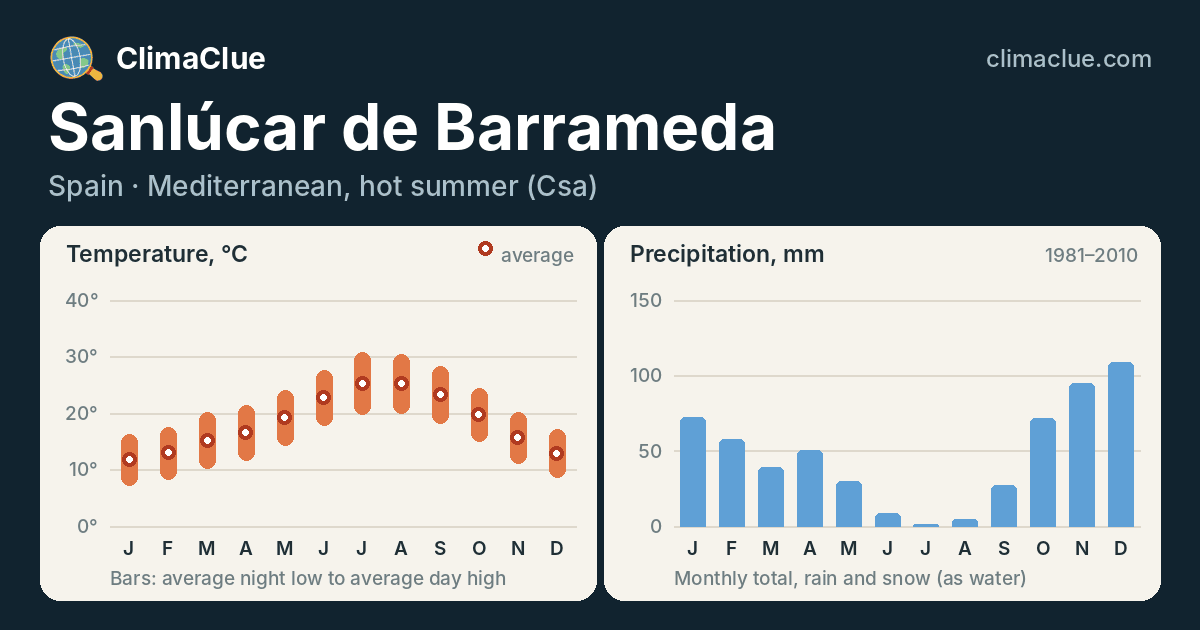 ClimaClue
climaclue.com
Sanlúcar de Barrameda
Spain · Mediterranean, hot summer (Csa)
Temperature, °C
average
40°
30°
20°
10°
0°
J F M A M J J A S O N D
Bars: average night low to average day high
Precipitation, mm
1981–2010
150
100
50
0
J F M A M J J A S O N D
Monthly total, rain and snow (as water)